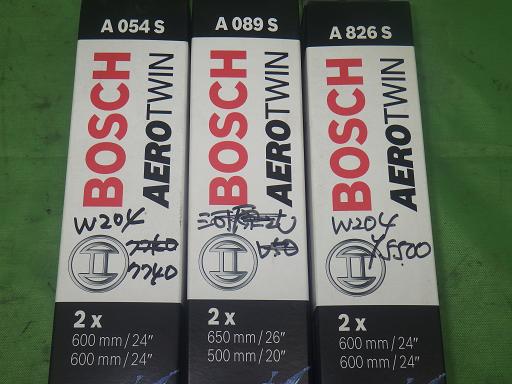 A 054 S
BOSCH
AEROTWIN
W204
7740
2 x
600 mm/24"
600 mm/24"
A 089 S
BOSCH
AEROTWIN
2 x
650 mm/26"
500 mm/20"
A 826 S
BOSCH
AEROTWIN
W204
¥5500
2 x
600 mm/24"
600 mm/24"